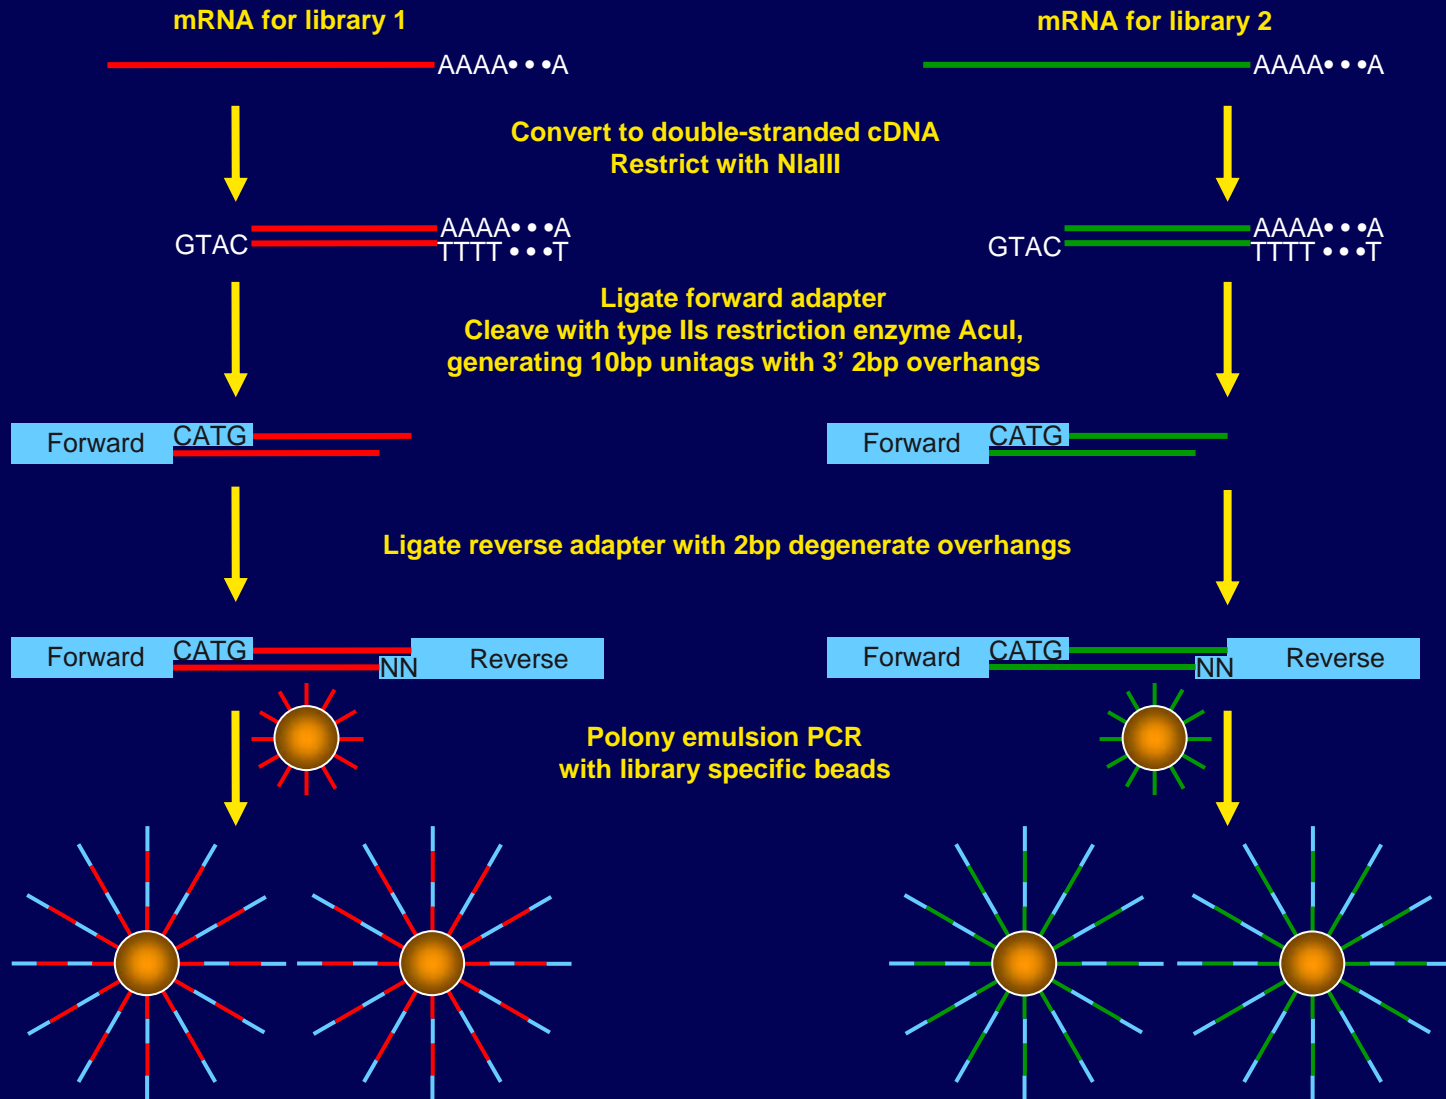 mRNA for library 1
mRNA for library 2
AAAA•••A
AAAA•••A
Convert to double-stranded cDNA
Restrict with NlaIII
GTAC
AAAA•••A
TTTT•••T
GTAC
AAAA•••A
TTTT•••T
Ligate forward adapter
Cleave with type IIs restriction enzyme AcuI,
generating 10bp unitags with 3' 2bp overhangs
Forward CATG
Forward CATG
Ligate reverse adapter with 2bp degenerate overhangs
Forward CATG NN Reverse
Forward CATG NN Reverse
Polony emulsion PCR
with library specific beads